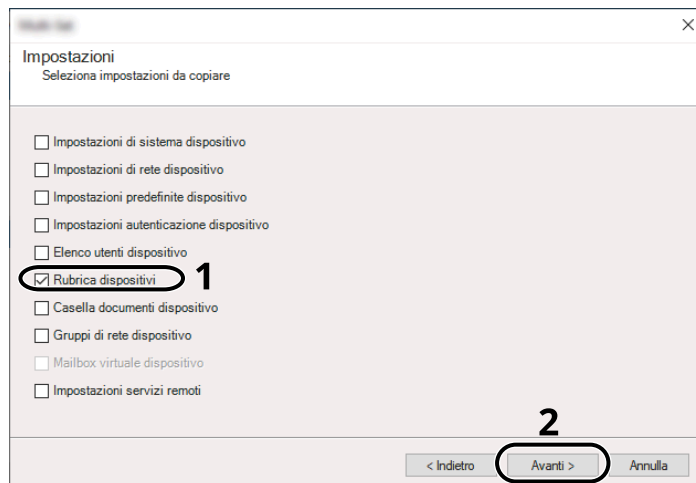 Impostazioni
Seleziona impostazioni da copiare
Impostazioni di sistema dispositivo
Impostazioni di rete dispositivo
Impostazioni predefinite dispositivo
Impostazioni autenticazione dispositivo
Elenco utenti dispositivo
Rubrica dispositivi 1
Casella documenti dispositivo
Gruppi di rete dispositivo
Mailbox virtuale dispositivo
Impostazioni servizi remoti
2
< Indietro Avanti > Annulla